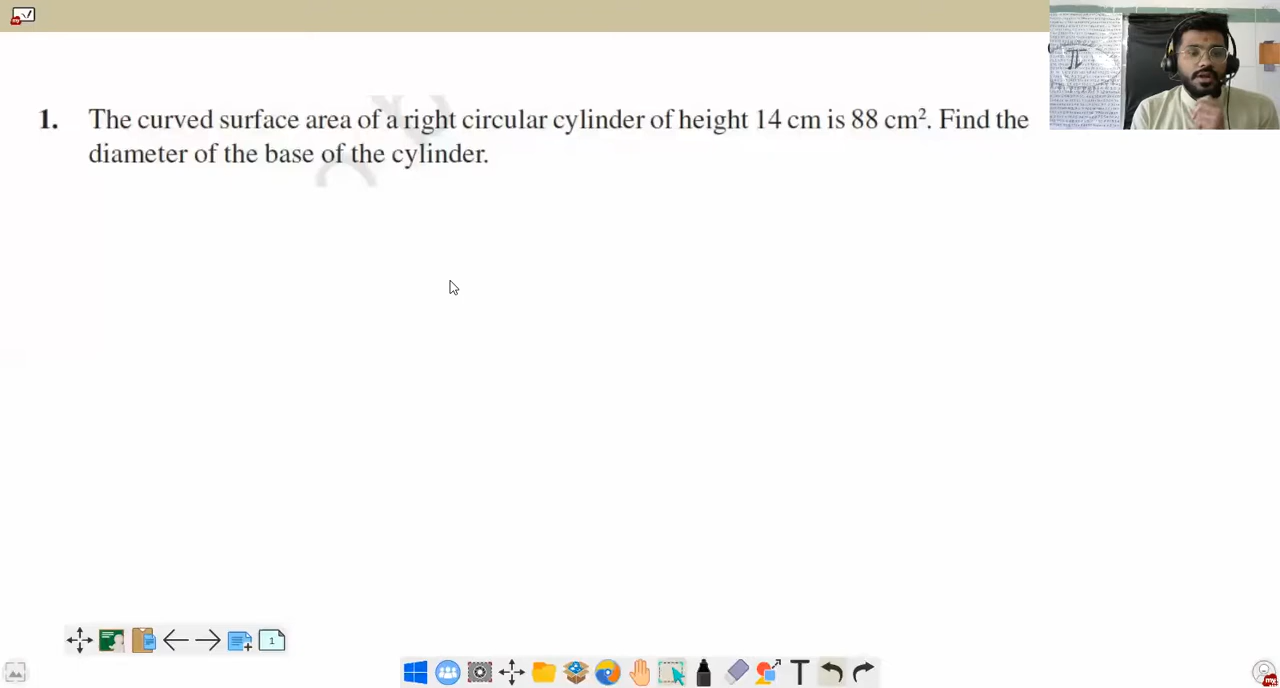 1. The curved surface area of a right circular cylinder of height 14 cm is 88 cm². Find the
diameter of the base of the cylinder.
π
1
T